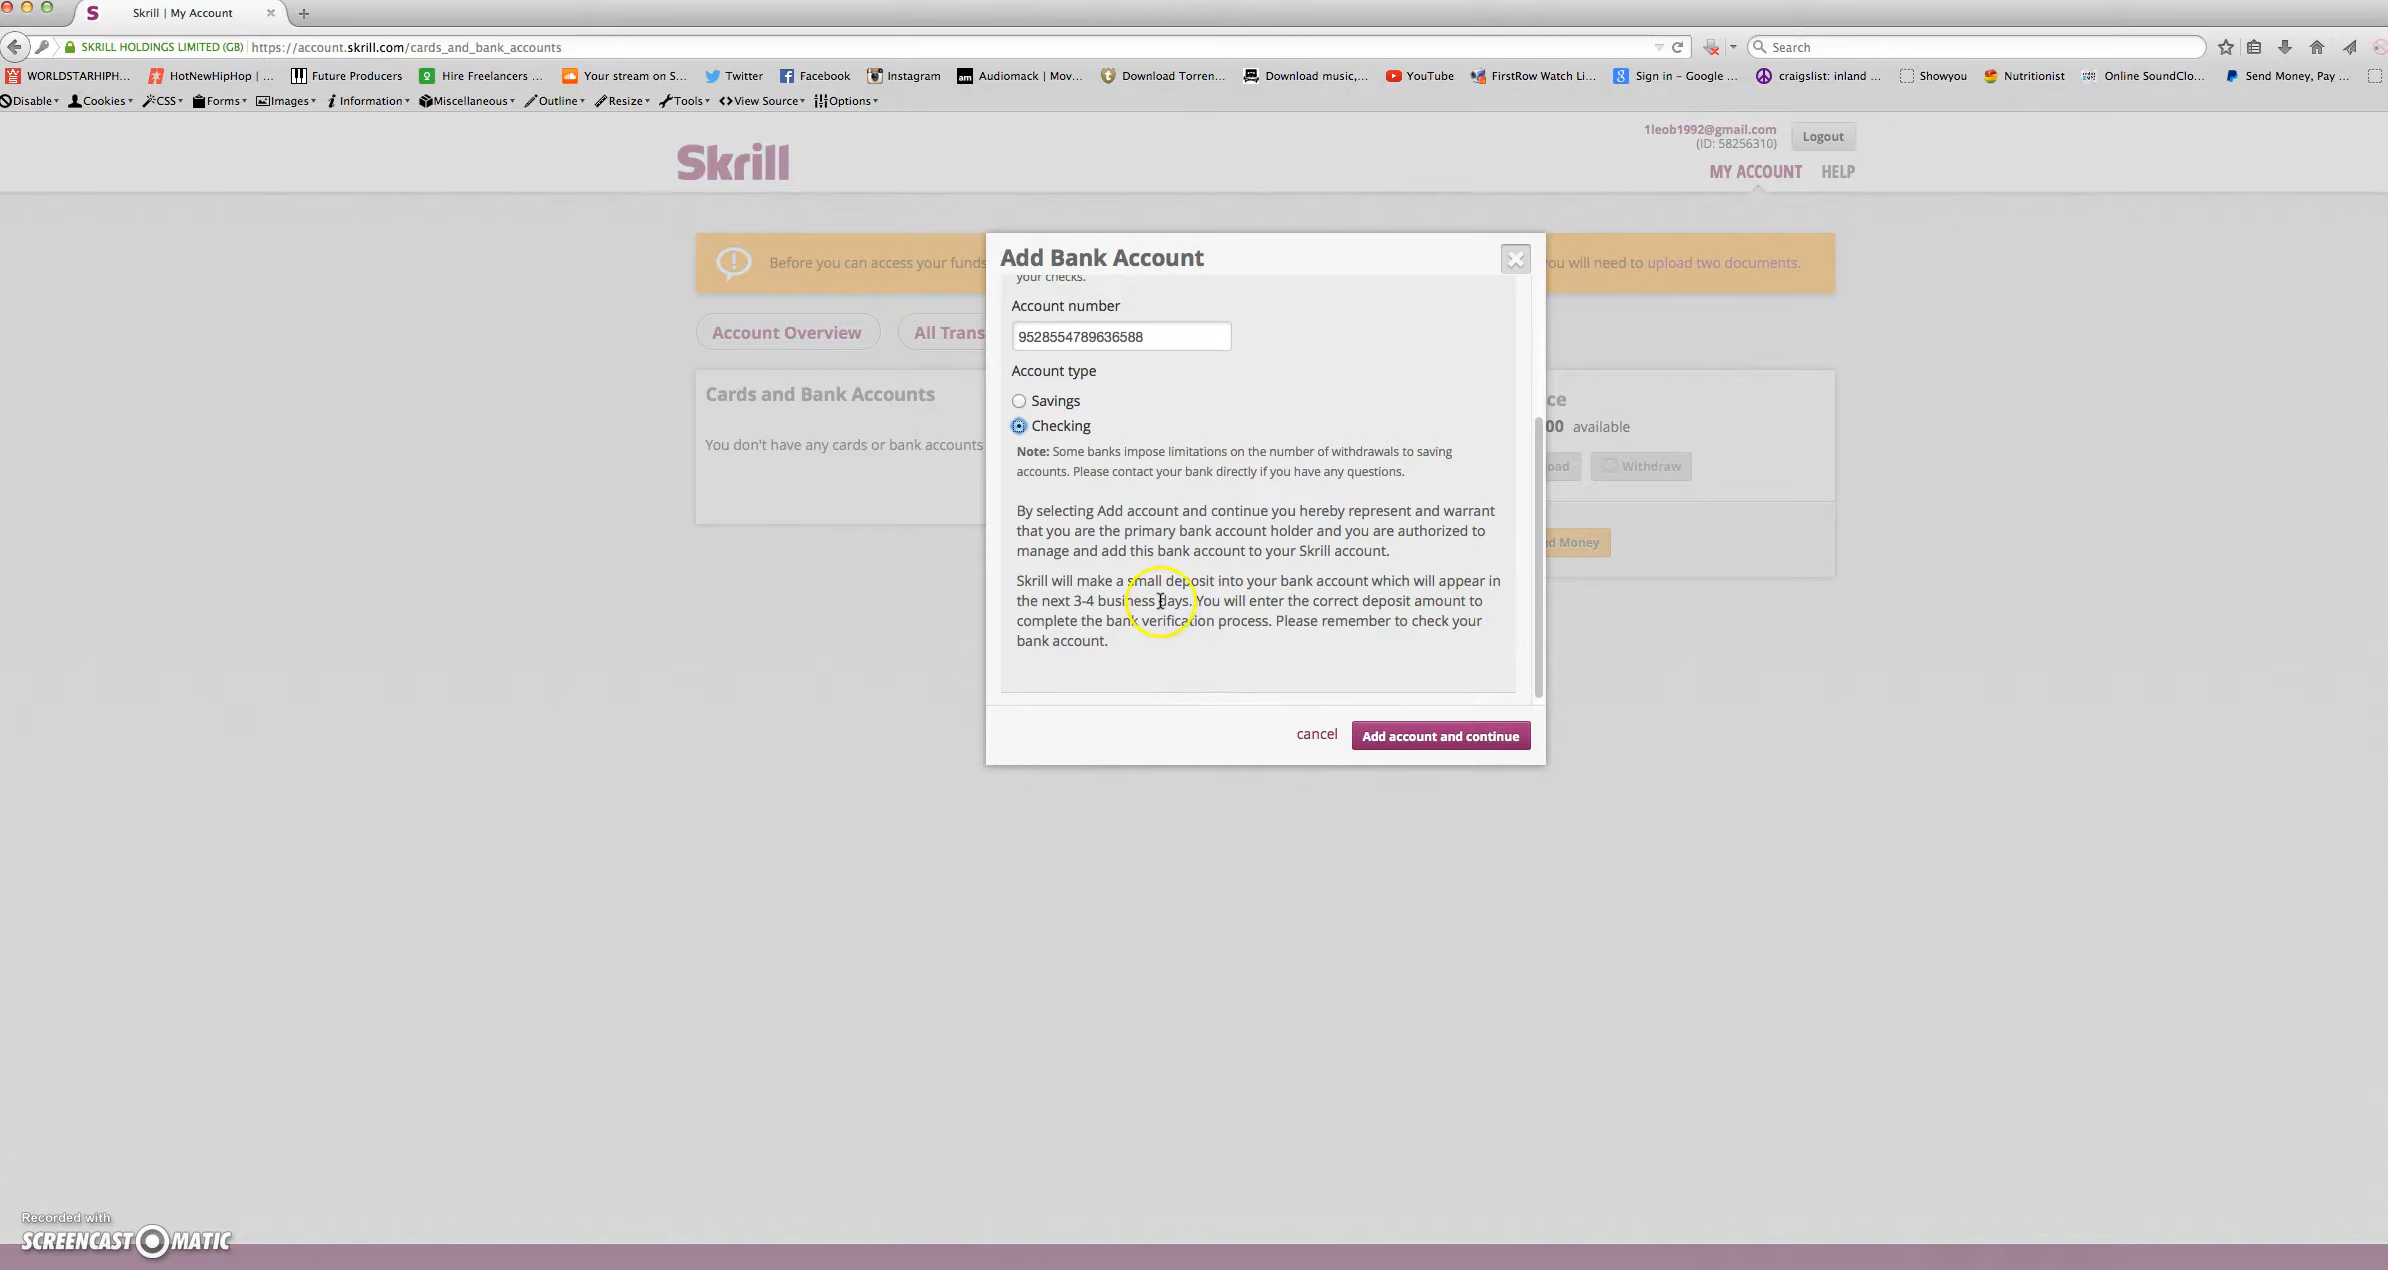 Skrill | My Account
SKRILL HOLDINGS LIMITED (GB) https://account.skrill.com/cards_and_bank_accounts
Search
WORLDSTARHIPH... HotNewHipHop | ... Future Producers Hire Freelancers ... Your stream on S... Twitter Facebook Instagram Audiomack | Mov... Download Torren... Download music,... YouTube FirstRow Watch Li... Sign in – Google ... craigslist: inland ... Showyou Nutritionist Online SoundClo... Send Money, Pay ...
Disable Cookies CSS Forms Images Information Miscellaneous Outline Resize Tools View Source Options
1leob1992@gmail.com
(ID: 58256310)
Logout
Skrill
MY ACCOUNT HELP
Before you can access your funds
you will need to upload two documents.
Account Overview
All Trans
Cards and Bank Accounts
You don't have any cards or bank accounts
Add Bank Account
your checks.
Account number
9528554789636588
Account type
Savings
Checking
Note: Some banks impose limitations on the number of withdrawals to saving
accounts. Please contact your bank directly if you have any questions.
By selecting Add account and continue you hereby represent and warrant
that you are the primary bank account holder and you are authorized to
manage and add this bank account to your Skrill account.
Skrill will make a small deposit into your bank account which will appear in
the next 3-4 business days. You will enter the correct deposit amount to
complete the bank verification process. Please remember to check your
bank account.
cancel
Add account and continue
ce
00 available
oad
Withdraw
nd Money
Recorded with
SCREENCAST MATIC